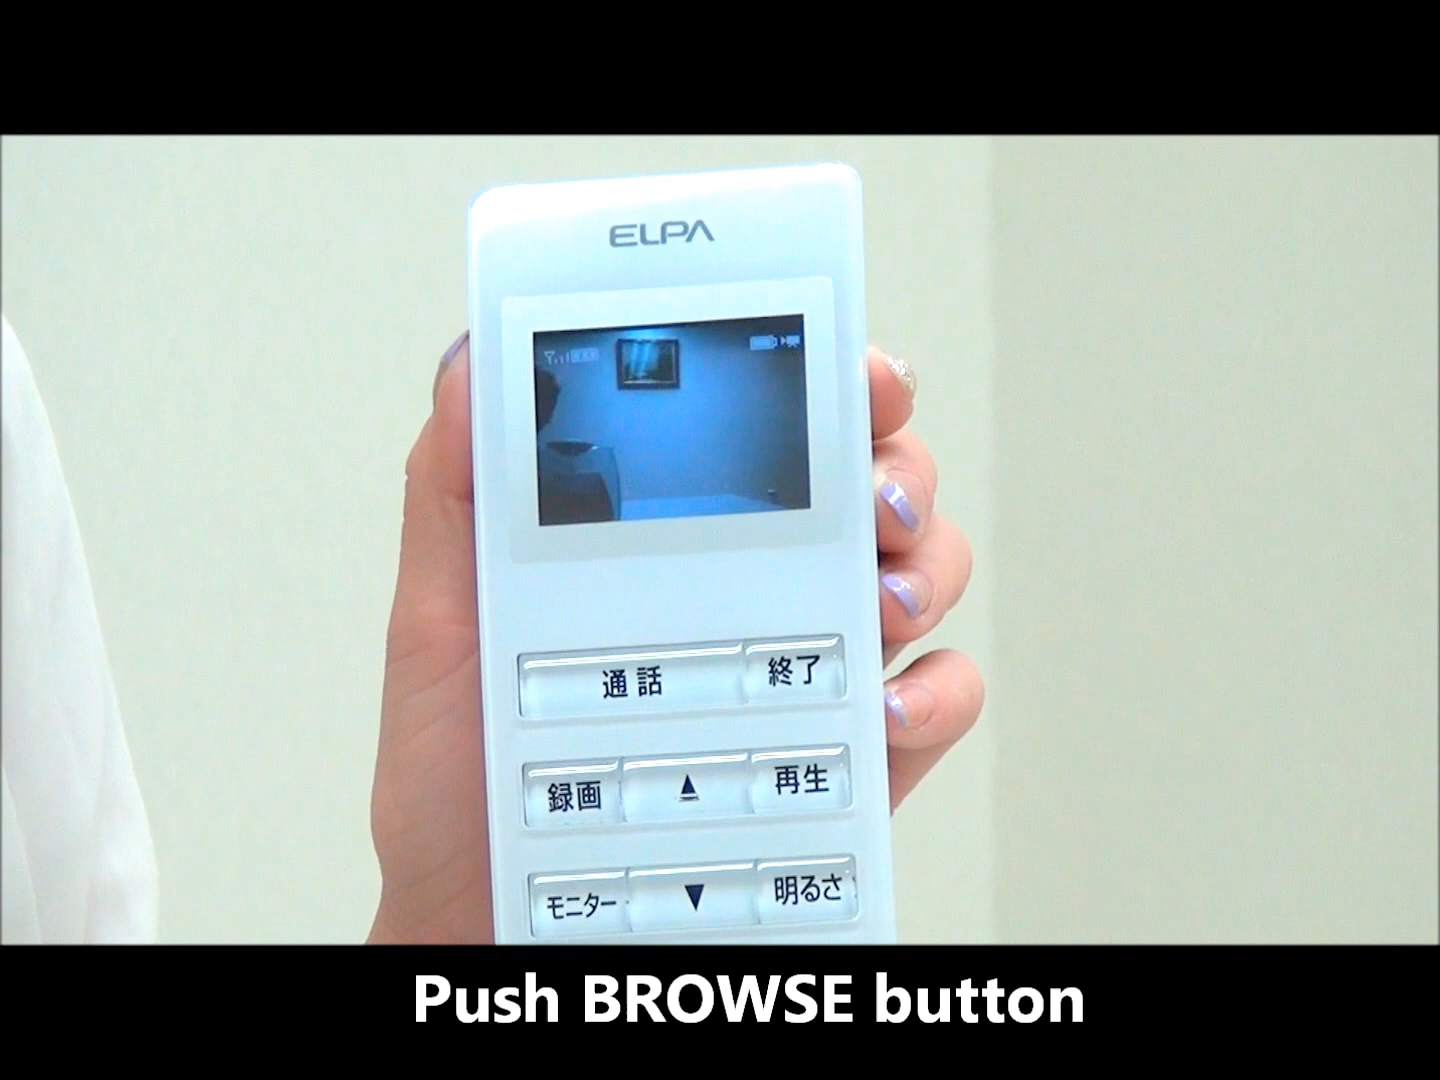 ELPA
通話 終了
録画 ▲ 再生
モニター ▼ 明るさ
Push BROWSE button